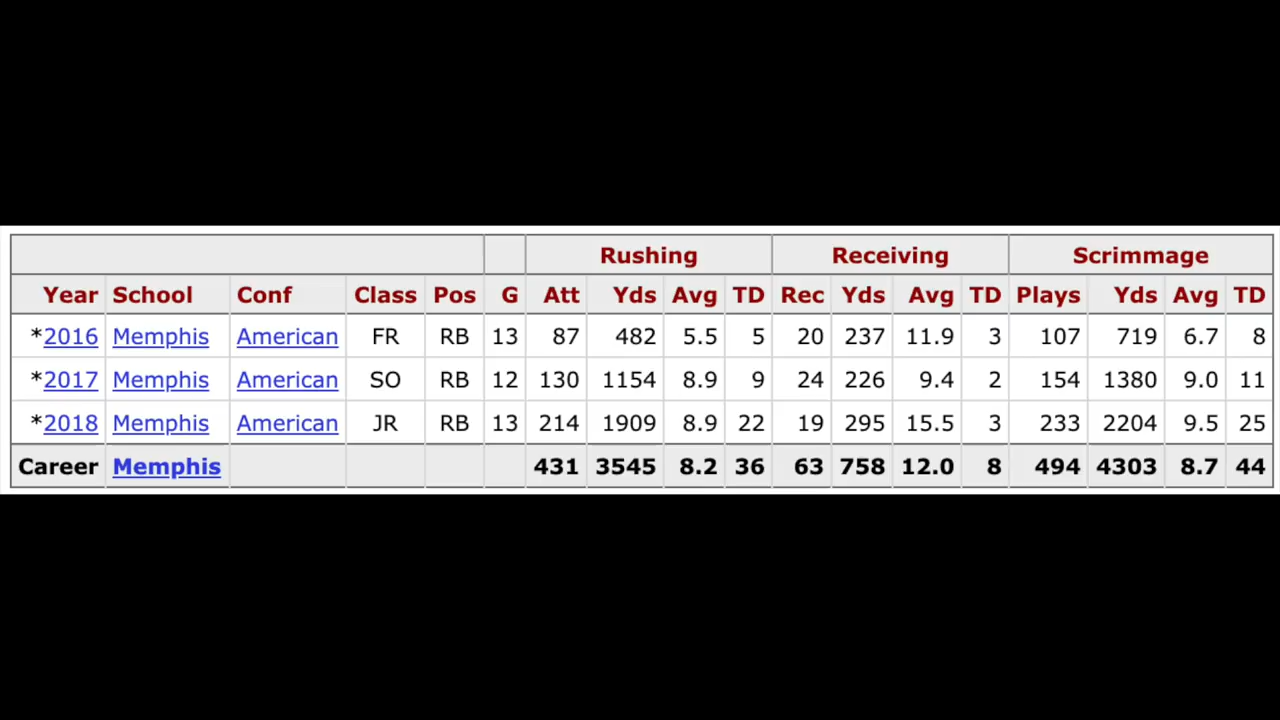 Rushing Receiving Scrimmage
Year School Conf Class Pos G Att Yds Avg TD Rec Yds Avg TD Plays Yds Avg TD
*2016 Memphis American FR RB 13 87 482 5.5 5 20 237 11.9 3 107 719 6.7 8
*2017 Memphis American SO RB 12 130 1154 8.9 9 24 226 9.4 2 154 1380 9.0 11
*2018 Memphis American JR RB 13 214 1909 8.9 22 19 295 15.5 3 233 2204 9.5 25
Career Memphis 431 3545 8.2 36 63 758 12.0 8 494 4303 8.7 44